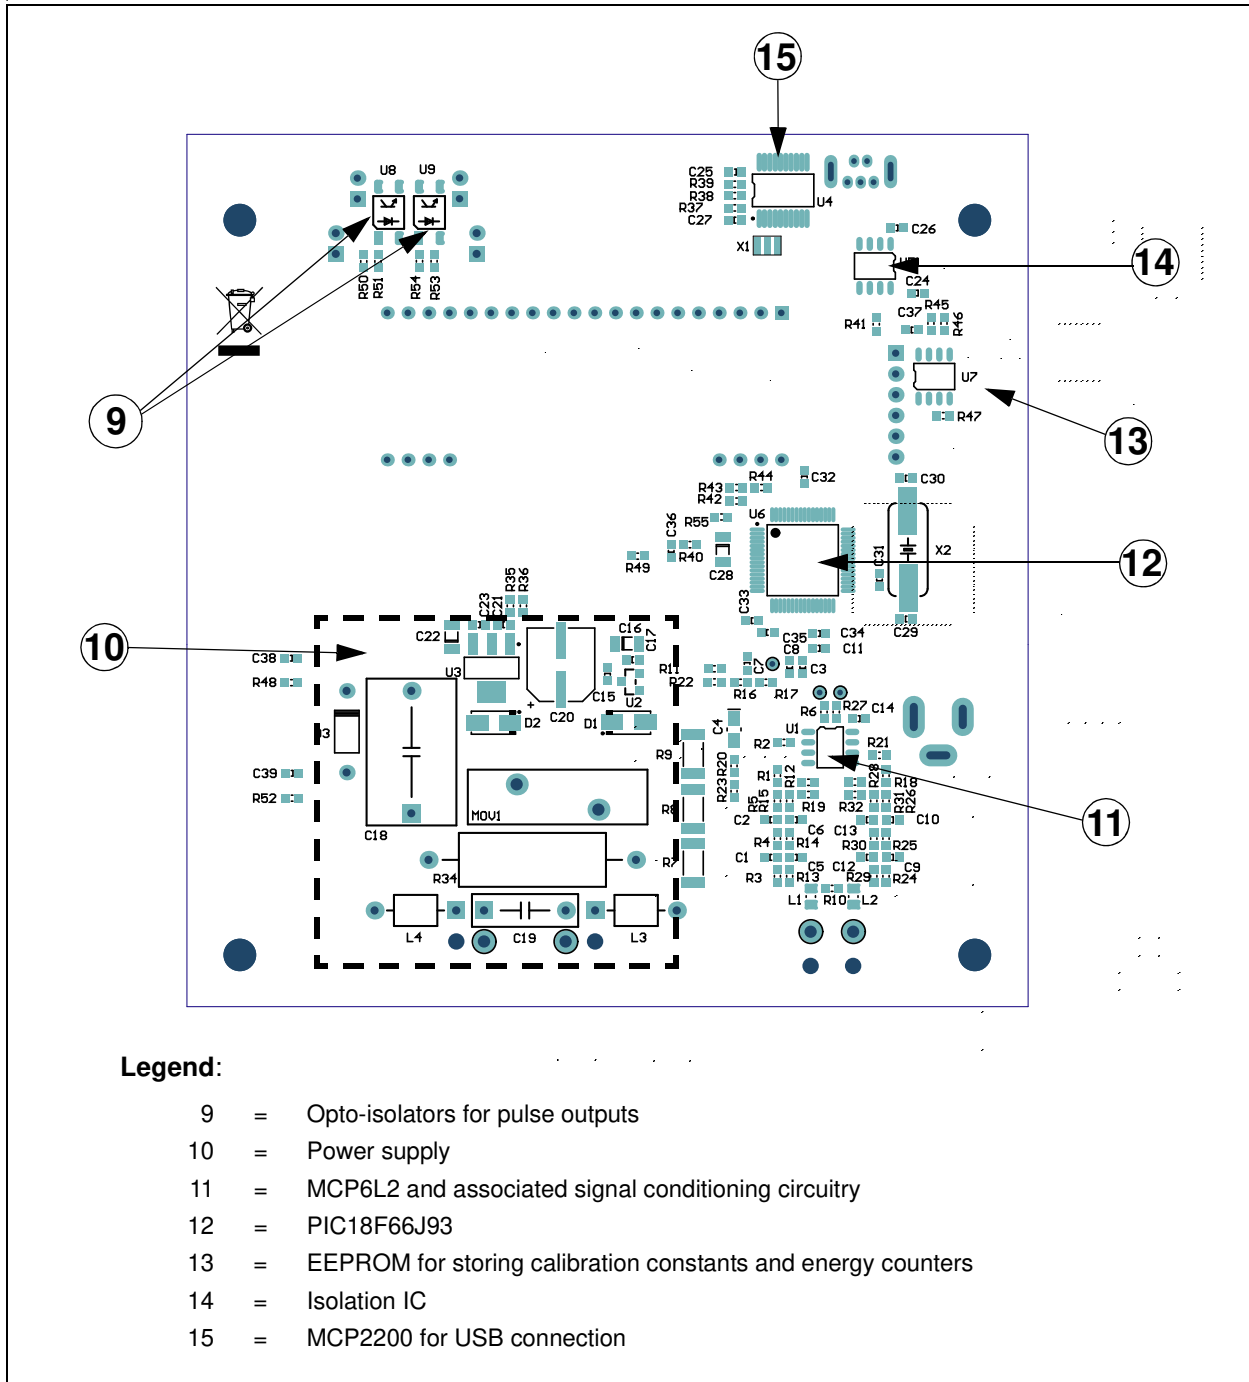 15
U8 U9
C25
R39
R38
R37
C27
U4
X1
C26
14
C24
R50
R51
R54
R53
R45
R46
C37
R41
U7
9
13
R47
R44
C32
C30
R43
R42
U6
R55
C36
R40
R49
C28
C31
X2
12
C33
C29
R35
R36
C23
C21
C22
C16
C17
C35
C34
C8
C11
10
C38
R48
U3
C15
U2
R11
R22
C7
C3
R16
R17
D2
C20
D1
C4
R6
R27
C14
U1
R2
R21
C39
R52
R9
R20
R23
R1
R12
R28
R18
R5
R15
R19
R32
R31
R26
11
MOV1
R8
C2
C6
C13
C10
C18
R4
R14
R30
R25
R34
R7
C1
C5
C12
C9
R3
R13
R29
R24
L1
R10
L2
L4
C19
L3
Legend:
9 = Opto-isolators for pulse outputs
10 = Power supply
11 = MCP6L2 and associated signal conditioning circuitry
12 = PIC18F66J93
13 = EEPROM for storing calibration constants and energy counters
14 = Isolation IC
15 = MCP2200 for USB connection